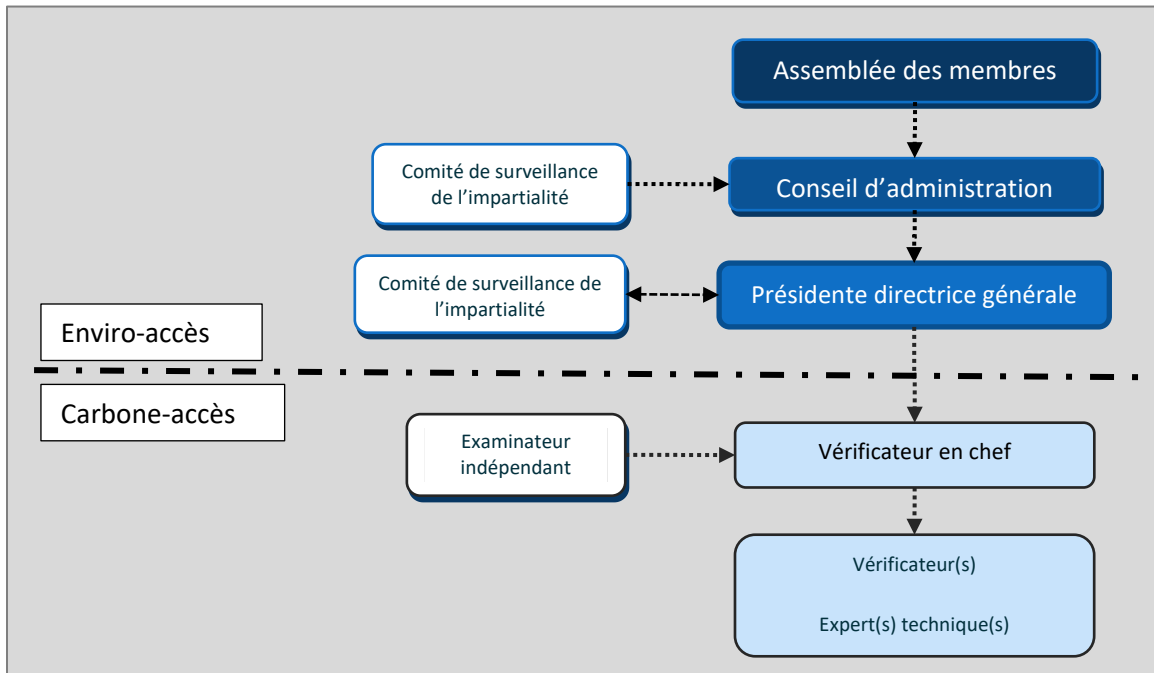 Assemblée des membres
Comité de surveillance
de l’impartialité
Conseil d’administration
Comité de surveillance de
l’impartialité
Présidente directrice générale
Enviro-accès
Carbone-accès
Examinateur
indépendant
Vérificateur en chef
Vérificateur(s)
Expert(s) technique(s)